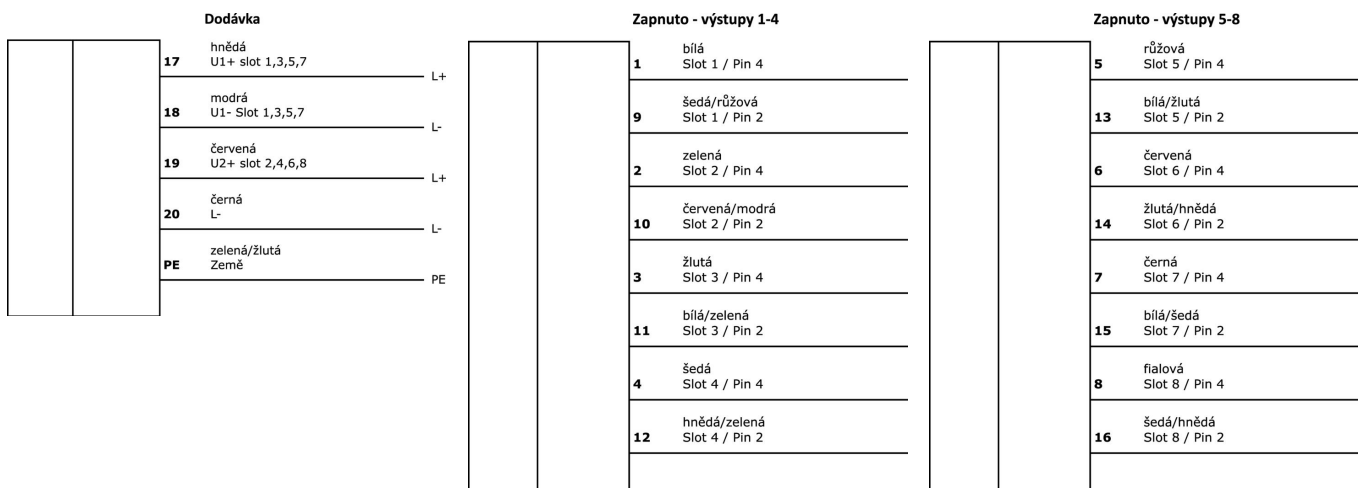 Dodávka
hnědá
17 U1+ slot 1,3,5,7
L+
modrá
18 U1- Slot 1,3,5,7
L-
červená
19 U2+ slot 2,4,6,8
L+
černá
20 L-
L-
zelená/žlutá
PE Země
PE
Zapnuto - výstupy 1-4
bílá
1 Slot 1 / Pin 4
šedá/růžová
9 Slot 1 / Pin 2
zelená
2 Slot 2 / Pin 4
červená/modrá
10 Slot 2 / Pin 2
žlutá
3 Slot 3 / Pin 4
bílá/zelená
11 Slot 3 / Pin 2
šedá
4 Slot 4 / Pin 4
hnědá/zelená
12 Slot 4 / Pin 2
Zapnuto - výstupy 5-8
růžová
5 Slot 5 / Pin 4
bílá/žlutá
13 Slot 5 / Pin 2
červená
6 Slot 6 / Pin 4
žlutá/hnědá
14 Slot 6 / Pin 2
černá
7 Slot 7 / Pin 4
bílá/šedá
15 Slot 7 / Pin 2
fialová
8 Slot 8 / Pin 4
šedá/hnědá
16 Slot 8 / Pin 2